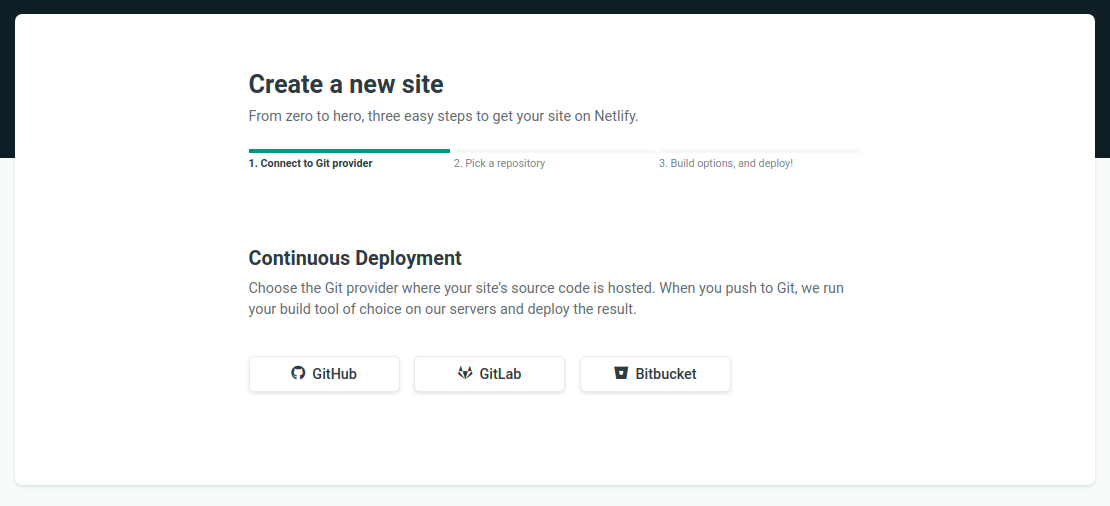 Create a new site
From zero to hero, three easy steps to get your site on Netlify.
1. Connect to Git provider
2. Pick a repository
3. Build options, and deploy!
Continuous Deployment
Choose the Git provider where your site’s source code is hosted. When you push to Git, we run
your build tool of choice on our servers and deploy the result.
GitHub
GitLab
Bitbucket